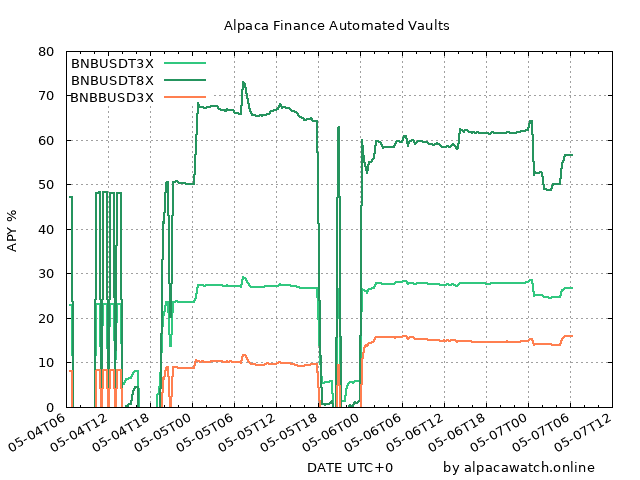 Alpaca Finance Automated Vaults
80
BNBUSDT3X
BNBUSDT8X
BNBBUSD3X
70
60
50
40
30
20
10
0
APY %
05-04T06
05-04T12
05-04T18
05-05T00
05-05T06
05-05T12
05-05T18
05-06T00
05-06T06
05-06T12
05-06T18
05-07T00
05-07T06
05-07T12
DATE UTC+0
by alpacawatch.online